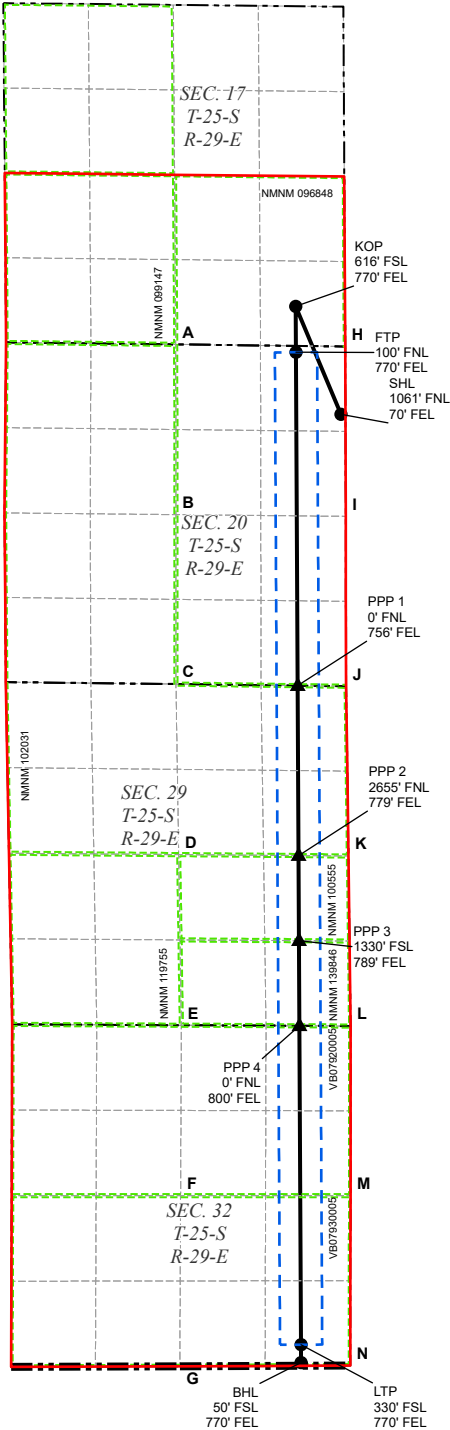 SEC. 17
T-25-S
R-29-E
NMNM 096848
KOP
616' FSL
770' FEL
NMNM 099147
A
H
FTP
100' FNL
770' FEL
SHL
1061' FNL
70' FEL
B
I
SEC. 20
T-25-S
R-29-E
PPP 1
0' FNL
756' FEL
C
J
NMNM 102031
PPP 2
2655' FNL
779' FEL
SEC. 29
T-25-S
R-29-E
D
K
NMNM 100555
PPP 3
1330' FSL
789' FEL
NMNM 119755
NMNM 139846
E
L
PPP 4
0' FNL
800' FEL
VB07920005
F
M
SEC. 32
T-25-S
R-29-E
VB07930005
G
N
BHL
50' FSL
770' FEL
LTP
330' FSL
770' FEL